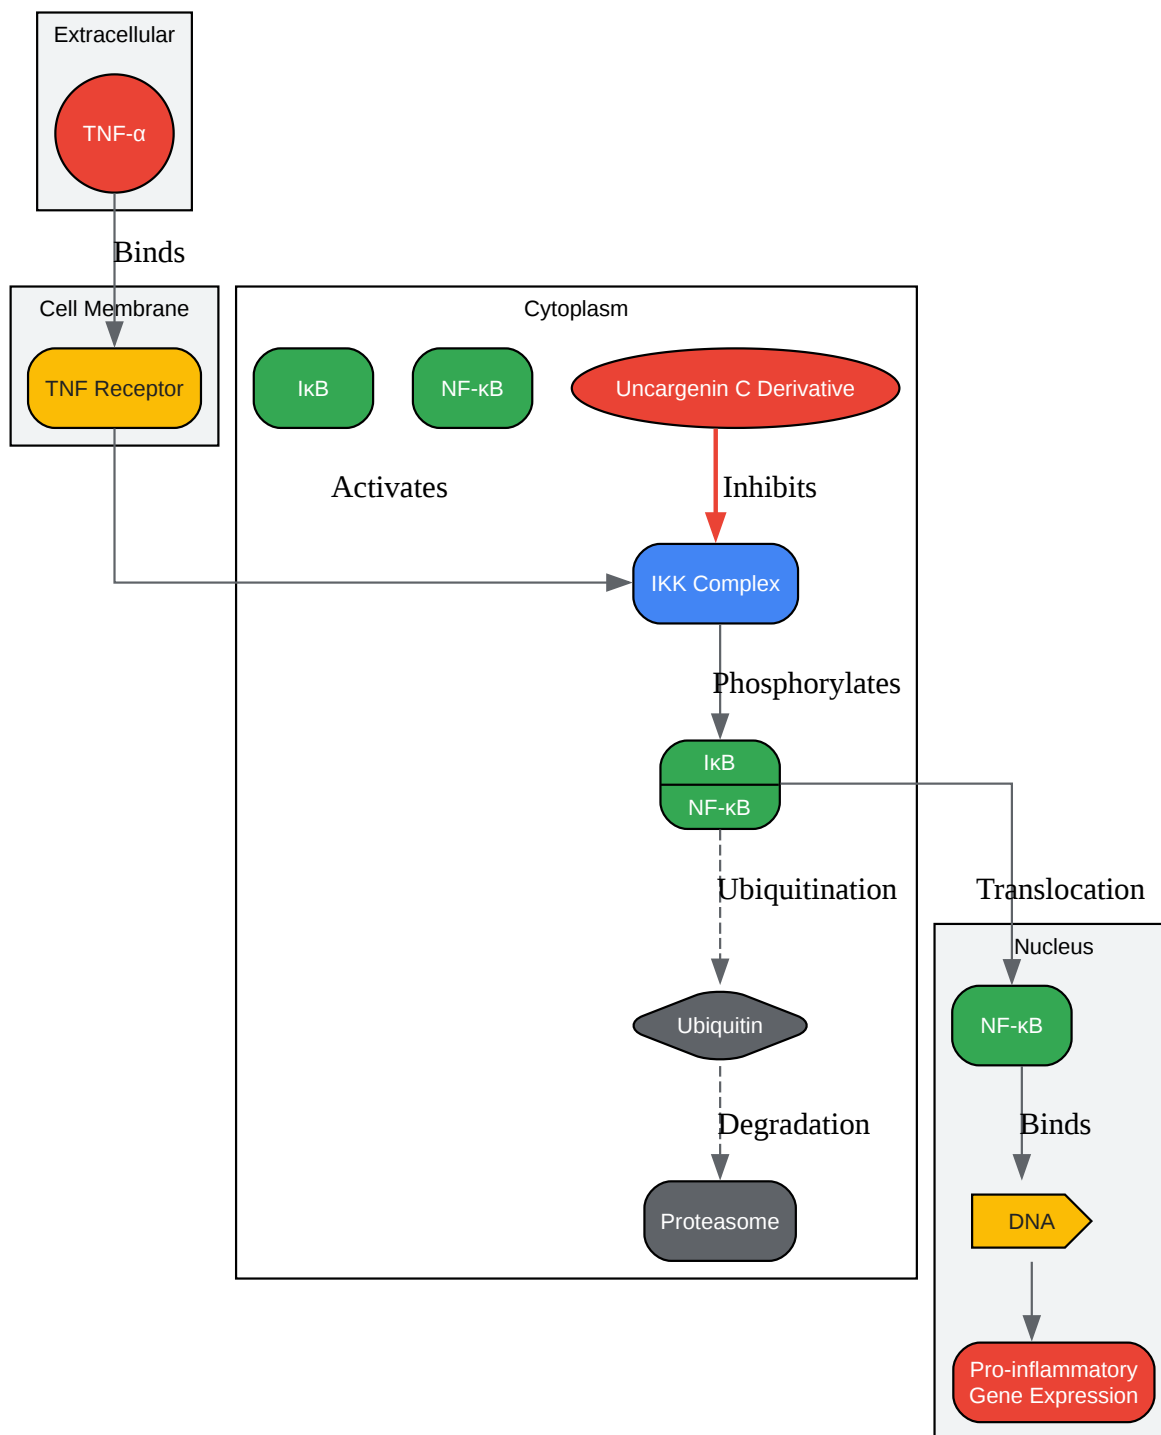 Extracellular
TNF-α
Binds
Cell Membrane
TNF Receptor
Cytoplasm
IκB
NF-κB
Uncargenin C Derivative
Activates
Inhibits
IKK Complex
Phosphorylates
IκB
NF-κB
Ubiquitination
Translocation
Nucleus
Ubiquitin
NF-κB
Degradation
Binds
Proteasome
DNA
Pro-inflammatory
Gene Expression